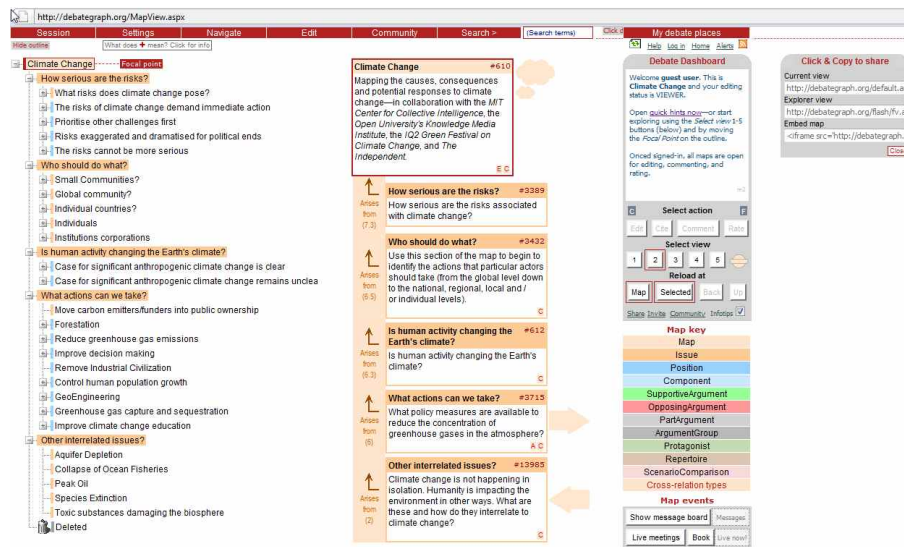 http://debategraph.org/MapView.aspx
Session Settings Navigate Edit Community Search > (Search terms) Click
Hide outline
What does + mean? Click for info
Climate Change Focal point
How serious are the risks?
What risks does climate change pose?
The risks of climate change demand immediate action
Prioritise other challenges first
Risks exaggerated and dramatised for political ends
The risks cannot be more serious
Who should do what?
Small Communities?
Global community?
Individual countries?
Individuals
Institutions corporations
Is human activity changing the Earth's climate?
Case for significant anthropogenic climate change is clear
Case for significant anthropogenic climate change remains unclea
What actions can we take?
Move carbon emitters/funders into public ownership
Forestation
Reduce greenhouse gas emissions
Improve decision making
Remove Industrial Civilization
Control human population growth
GeoEngineering
Greenhouse gas capture and sequestration
Improve climate change education
Other interrelated issues?
Aquifer Depletion
Collapse of Ocean Fisheries
Peak Oil
Species Extinction
Toxic substances damaging the biosphere
Deleted
Climate Change #610
Mapping the causes, consequences
and potential responses to climate
change—in collaboration with the MIT
Center for Collective Intelligence, the
Open University's Knowledge Media
Institute, the IQ2 Green Festival on
Climate Change, and The
Independent.
E C
Arises
from
(7.3)
How serious are the risks? #3389
How serious are the risks associated
with climate change?
Arises
from
(6.5)
Who should do what? #3432
Use this section of the map to begin to
identify the actions that particular actors
should take (from the global level down
to the national, regional, local and /
or individual levels).
C
Arises
from
(6.3)
Is human activity changing the #612
Earth's climate?
Is human activity changing the Earth's
climate?
C
Arises
from
(6)
What actions can we take? #3715
What policy measures are available to
reduce the concentration of
greenhouse gases in the atmosphere?
A C
Arises
from
(2)
Other interrelated issues? #13985
Climate change is not happening in
isolation. Humanity is impacting the
environment in other ways. What are
these and how do they interrelate to
climate change?
C
My debate places
Help Log in Home Alerts
Debate Dashboard
Welcome guest user. This is
Climate Change and your editing
status is VIEWER.
Open quick hints now—or start
exploring using the Select view 1-5
buttons (below) and by moving
the Focal Point on the outline.
Onced signed-in, all maps are open
for editing, commenting, and
rating.
C Select action F
Edit Cite Comment Rate
Select view
1 2 3 4 5
Reload at
Map Selected Back Up
Share Invite Community Infotips
Map key
Map
Issue
Position
Component
SupportiveArgument
OpposingArgument
PartArgument
ArgumentGroup
Protagonist
Repertoire
ScenarioComparison
Cross-relation types
Map events
Show message board Messages
Live meetings Book Live now!
Click & Copy to share
Current view
http://debategraph.org/default.a
Explorer view
http://debategraph.org/flash/fv.a
Embed map
<iframe src='http://debategraph.
Clos